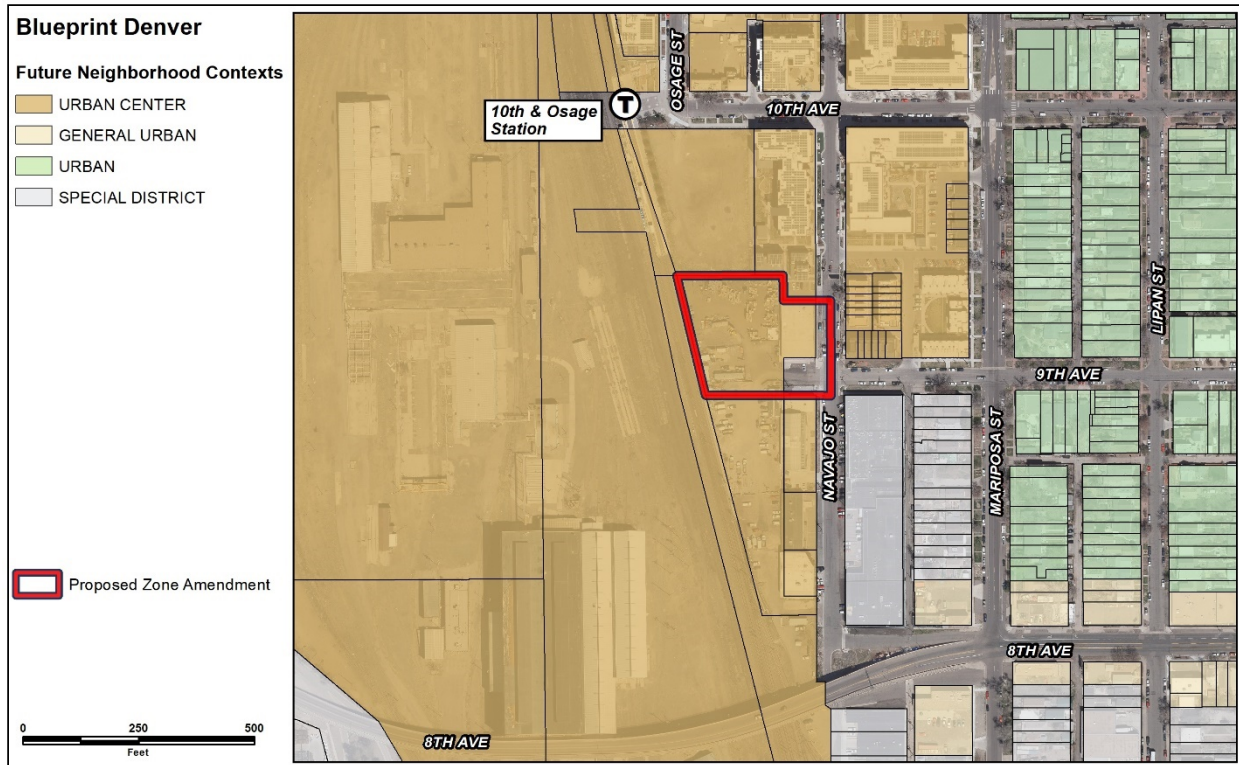 Blueprint Denver
Future Neighborhood Contexts
URBAN CENTER
GENERAL URBAN
URBAN
SPECIAL DISTRICT
Proposed Zone Amendment
0 250 500
Feet
OSAGE ST
T
10th & Osage
Station
10TH AVE
LIPAN ST
9TH AVE
NAVAJO ST
MARIPOSA ST
8TH AVE
8TH AVE